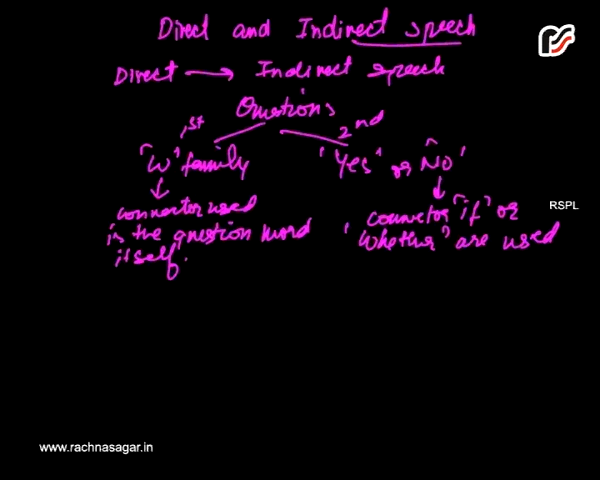 Direct and Indirect speech
Direct → Indirect speech
Questions
1st 2nd
"W" family 'Yes' or 'No'
connector used connector "if" or
is the question word 'whether' are used
itself.
RSPL
www.rachnasagar.in